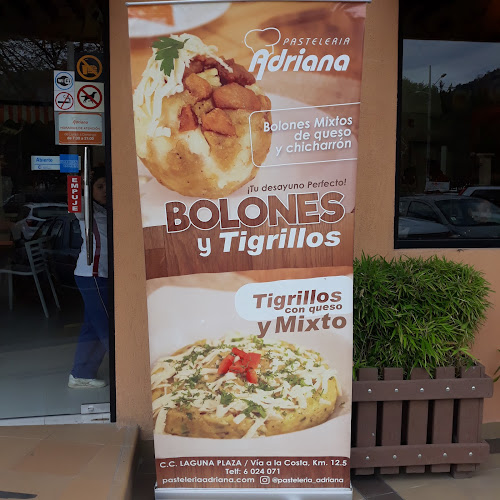 PASTELERIA
Adriana
Bolones Mixtos
de queso
y chicharrón
¡Tu desayuno Perfecto!
BOLONES
y Tigrillos
Tigrillos
con queso
y Mixto
C.C. LAGUNA PLAZA / Vía a la Costa, Km. 12.5
Telf: 6 024 071
pasteleriaadriana.com @pasteleria_adriana
Abierto
EMPUJE